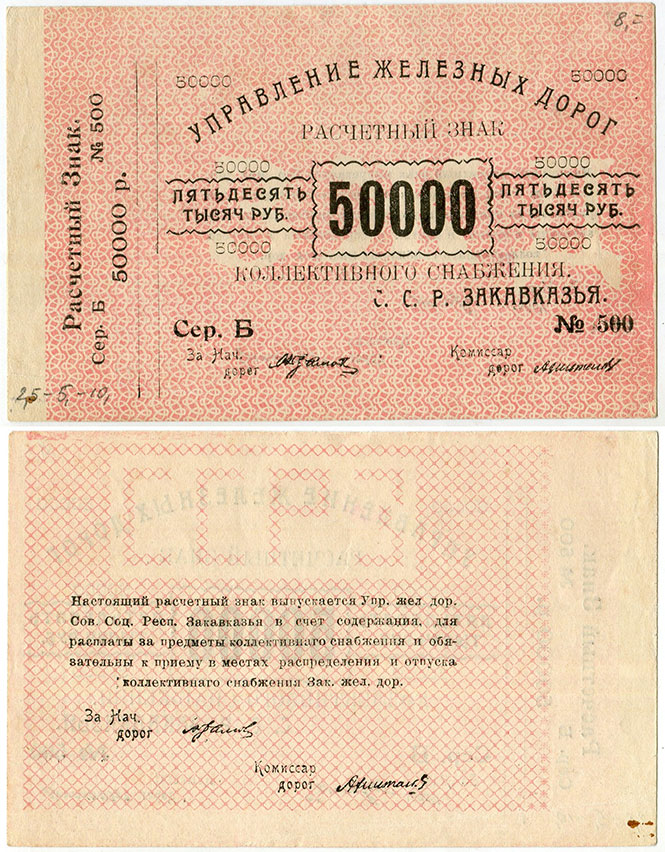 8,=
Расчетный Знак.
Сер. Б № 500
50000 р.
50000 50000
УПРАВЛЕНИЕ ЖЕЛЕЗНЫХ ДОРОГ
РАСЧЕТНЫЙ ЗНАК
50000 50000
ПЯТЬДЕСЯТЬ ТЫСЯЧ РУБ.
50000
ПЯТЬДЕСЯТЬ ТЫСЯЧ РУБ.
50000 50000
КОЛЛЕКТИВНОГО СНАБЖЕНИЯ.
С. С. Р. ЗАКАВКАЗЬЯ.
Сер. Б № 500
За Нач. дорог
Комиссар дорог
25-5,-10,
Настоящий расчетный знак выпускается Упр. жел. дор.
Сов. Соц. Респ. Закавказья в счет содержания, для
расплаты за предметы коллективнаго снабжения и обя-
зательны к приему в местах распределения и отпуска
коллективнаго снабжения Зак. жел. дор.
За Нач. дорог
Комиссар дорог